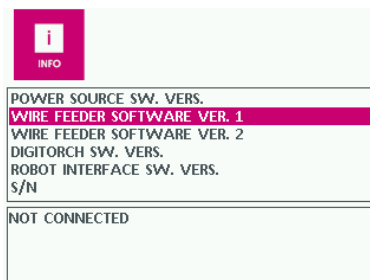 i
INFO
POWER SOURCE SW. VERS.
WIRE FEEDER SOFTWARE VER. 1
WIRE FEEDER SOFTWARE VER. 2
DIGITORCH SW. VERS.
ROBOT INTERFACE SW. VERS.
S/N
NOT CONNECTED